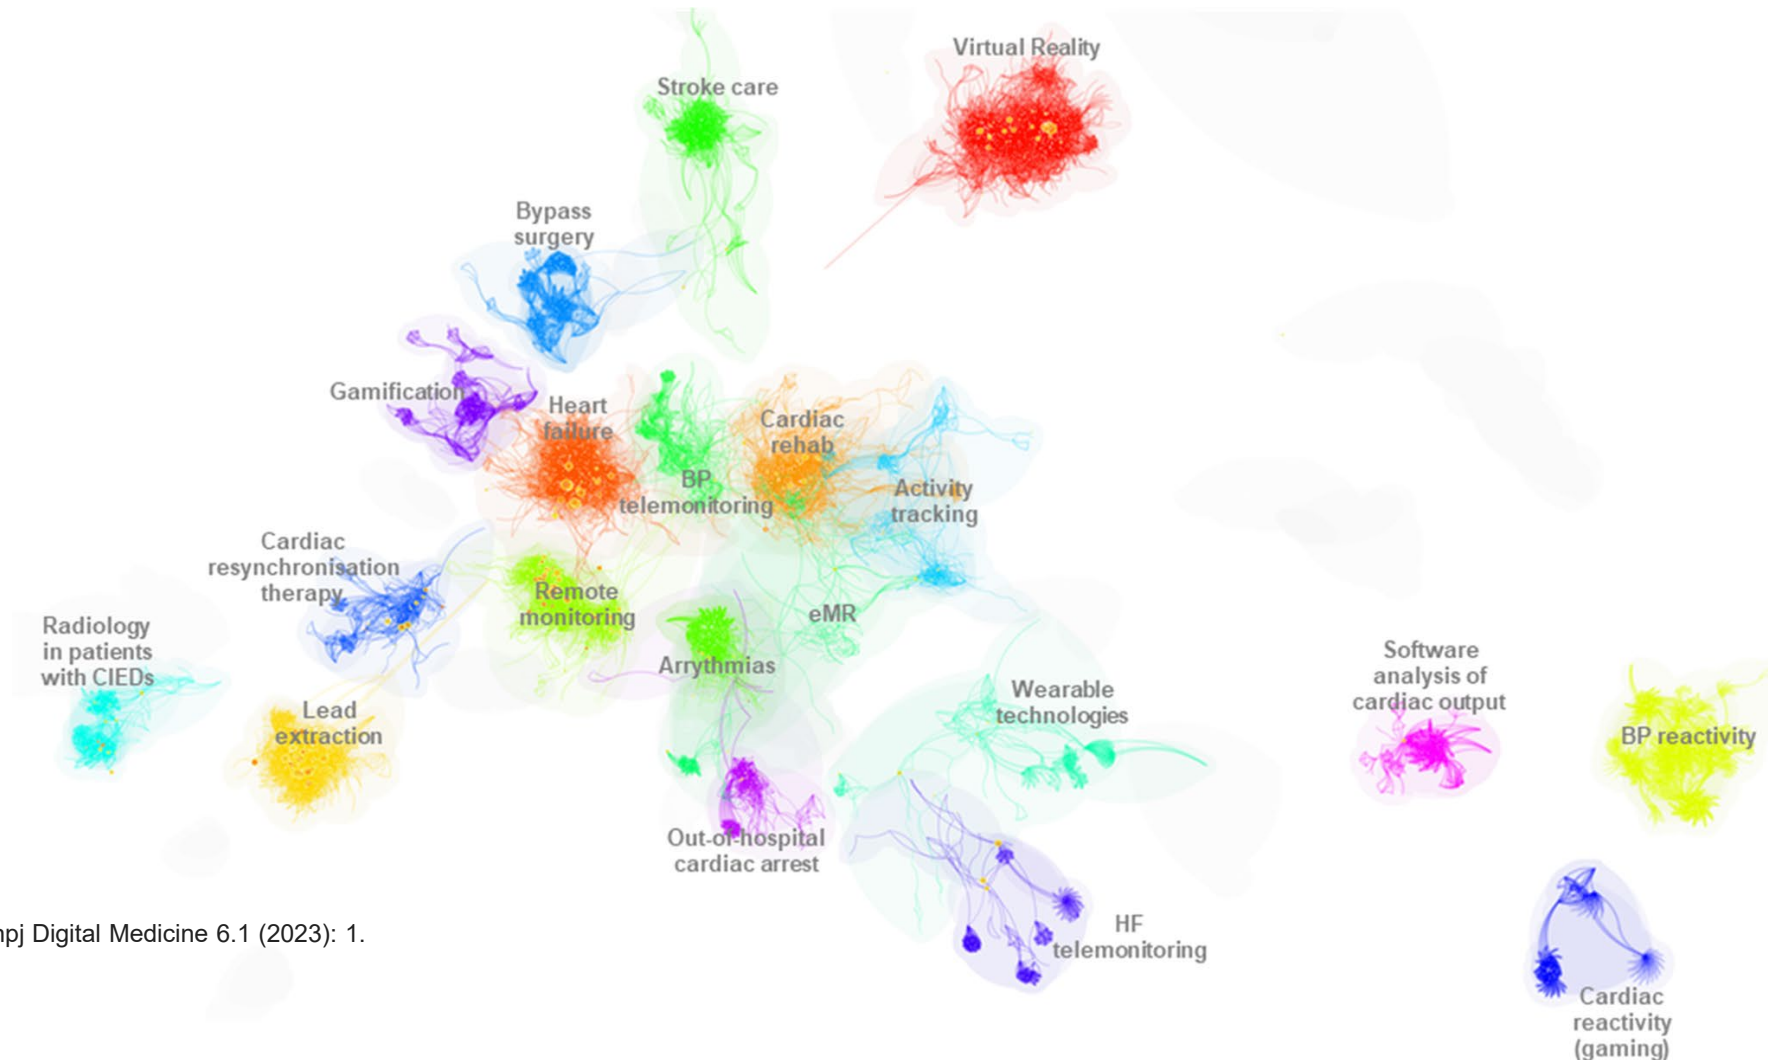 Virtual Reality
Stroke care
Bypass
surgery
Gamification
Heart
failure
Cardiac
rehab
BP
telemonitoring
Activity
tracking
Cardiac
resynchronisation
therapy
Remote
monitoring
eMR
Radiology
in patients
with CIEDs
Arrythmias
Lead
extraction
Wearable
technologies
Software
analysis of
cardiac output
BP reactivity
Out-of-hospital
cardiac arrest
HF
telemonitoring
npj Digital Medicine 6.1 (2023): 1.
Cardiac
reactivity
(gaming)